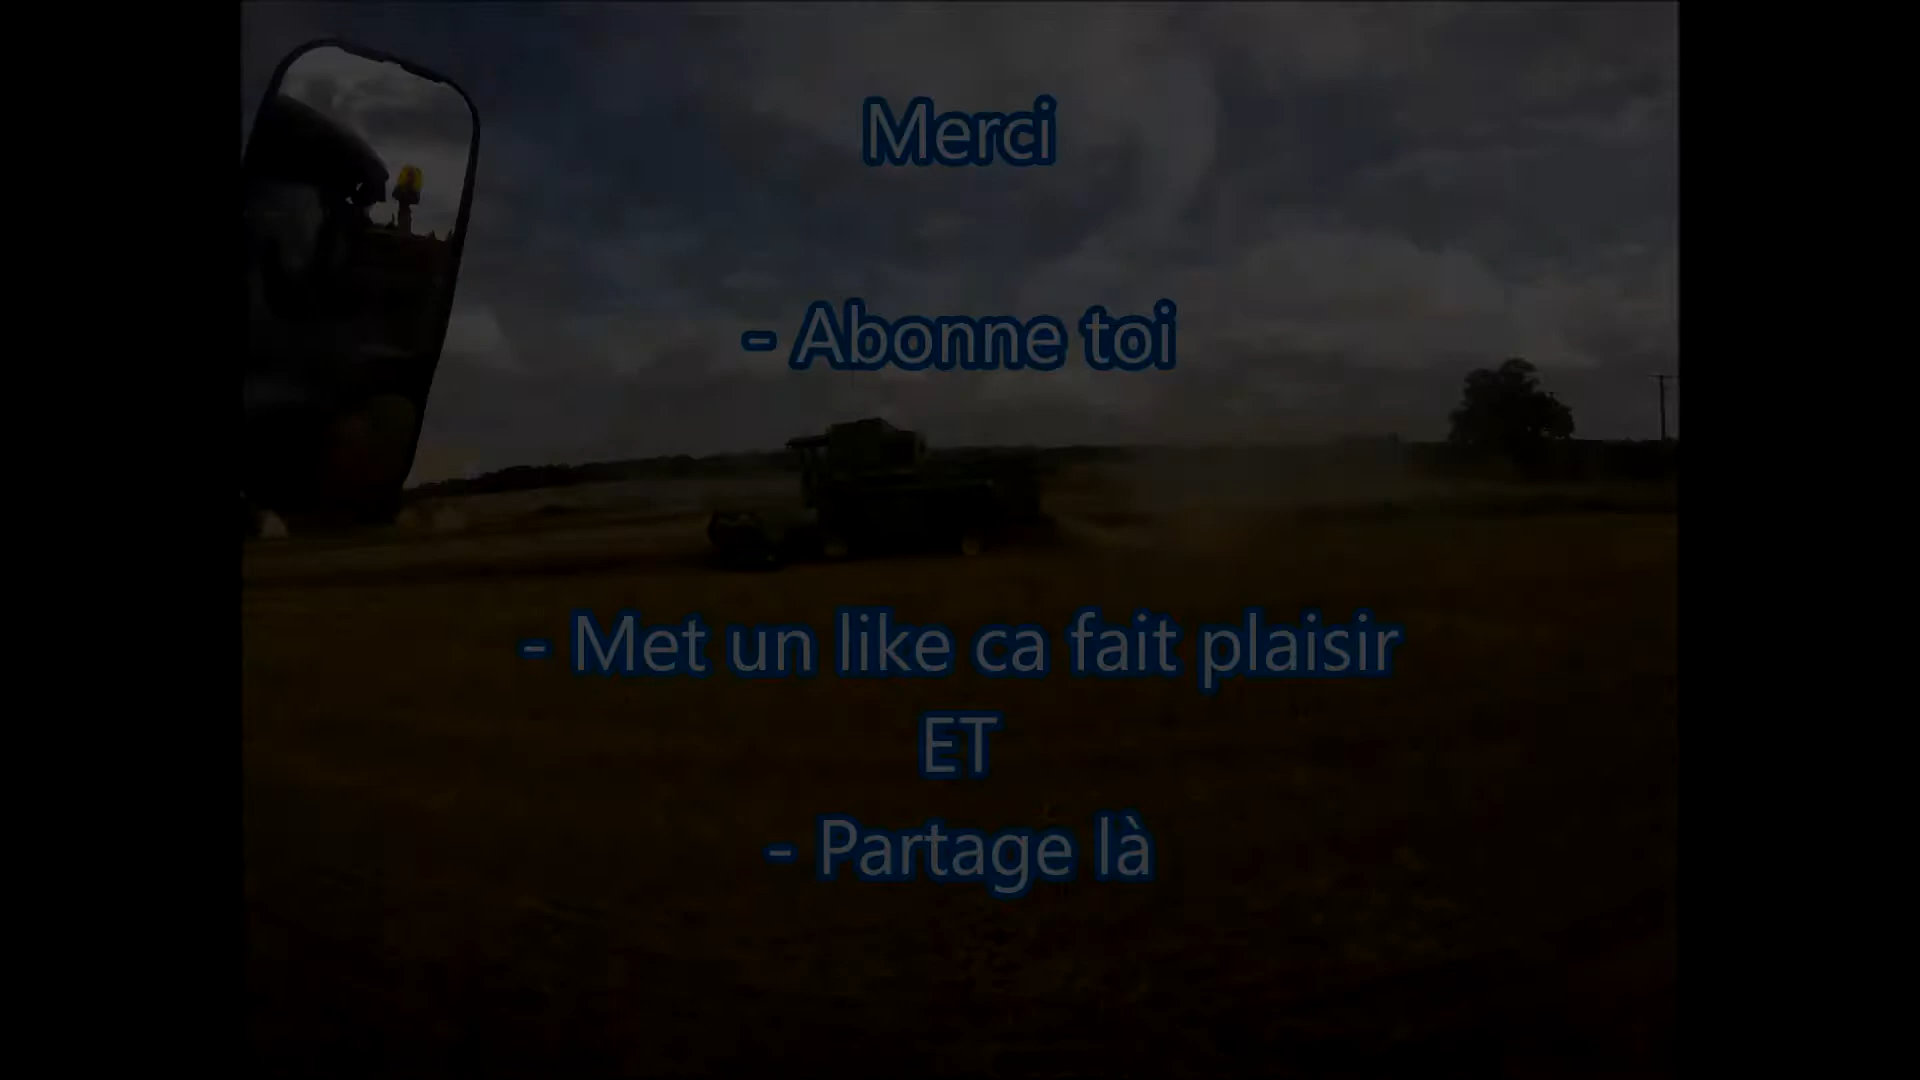 Merci
- Abonne toi
- Met un like ca fait plaisir
ET
- Partage là